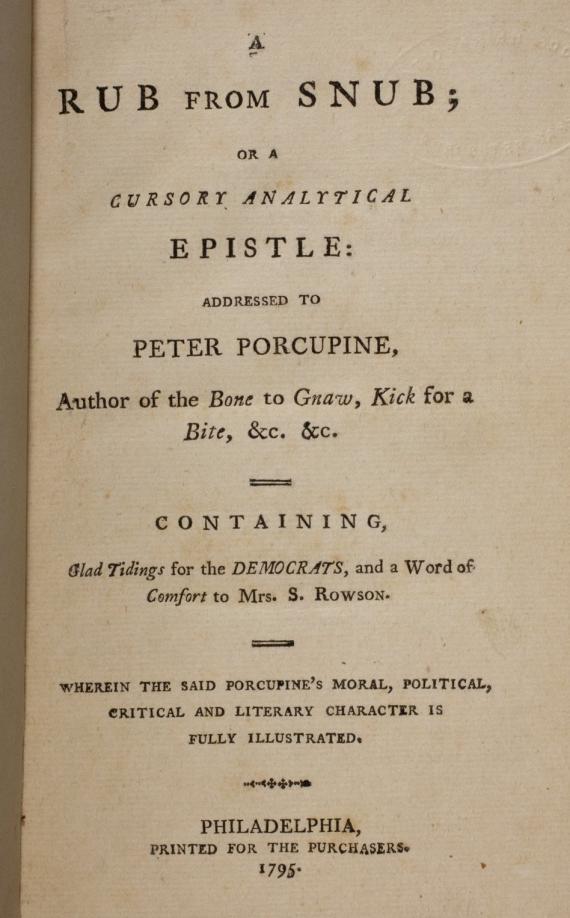 A
RUB FROM SNUB;
OR A
CURSORY ANALYTICAL
EPISTLE:
ADDRESSED TO
PETER PORCUPINE,
Author of the Bone to Gnaw, Kick for a
Bite, &c. &c.
CONTAINING,
Glad Tidings for the DEMOCRATS, and a Word of
Comfort to Mrs. S. ROWSON.
WHEREIN THE SAID PORCUPINE'S MORAL, POLITICAL,
CRITICAL AND LITERARY CHARACTER IS
FULLY ILLUSTRATED.
PHILADELPHIA,
PRINTED FOR THE PURCHASERS.
1795.